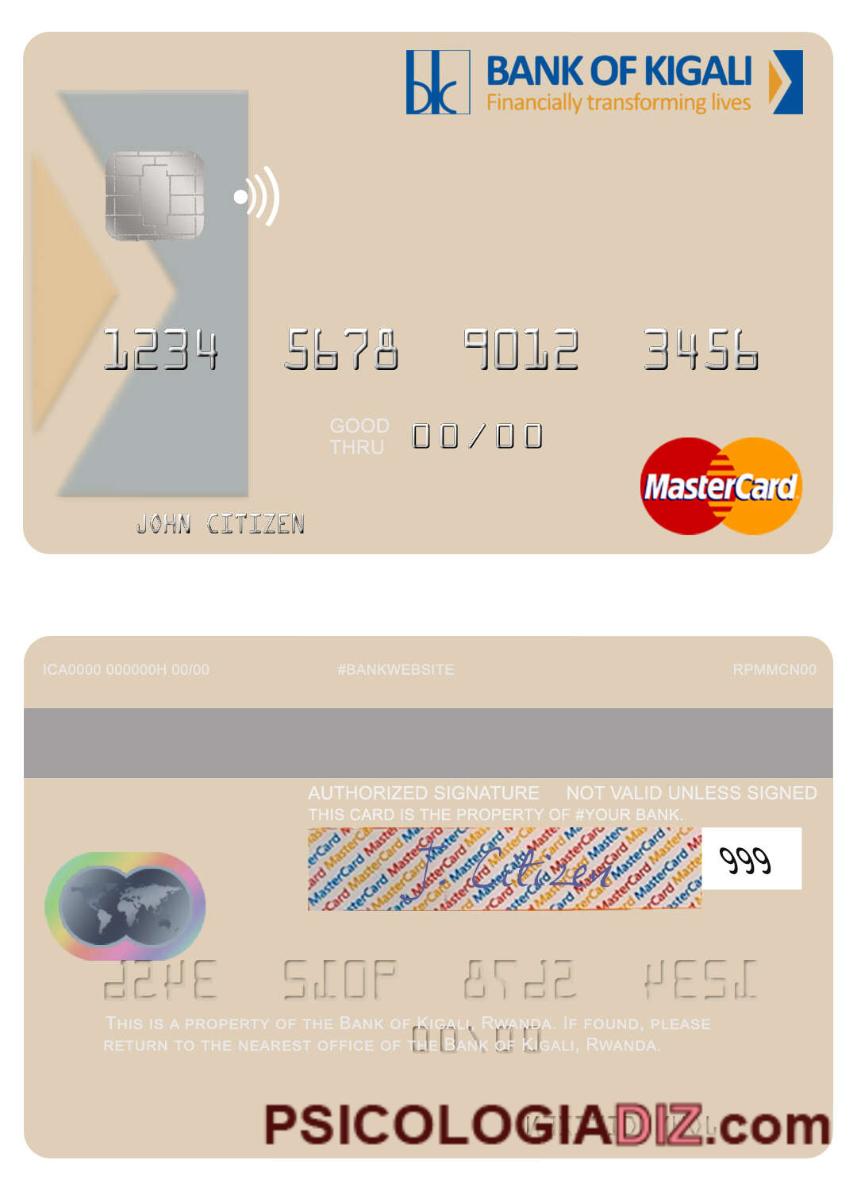 bk BANK OF KIGALI
Financially transforming lives
1234 5678 9012 3456
GOOD THRU 00/00
MasterCard
JOHN CITIZEN
ICA0000 000000H 00/00 #BANKWEBSITE RPMMCN00
AUTHORIZED SIGNATURE NOT VALID UNLESS SIGNED
THIS CARD IS THE PROPERTY OF #YOUR BANK.
MasterCard MasterCard MasterCard
J. Citizen 999
THIS IS A PROPERTY OF THE BANK OF KIGALI, RWANDA. IF FOUND, PLEASE
RETURN TO THE NEAREST OFFICE OF THE BANK OF KIGALI, RWANDA.
PSICOLOGIADIZ.com